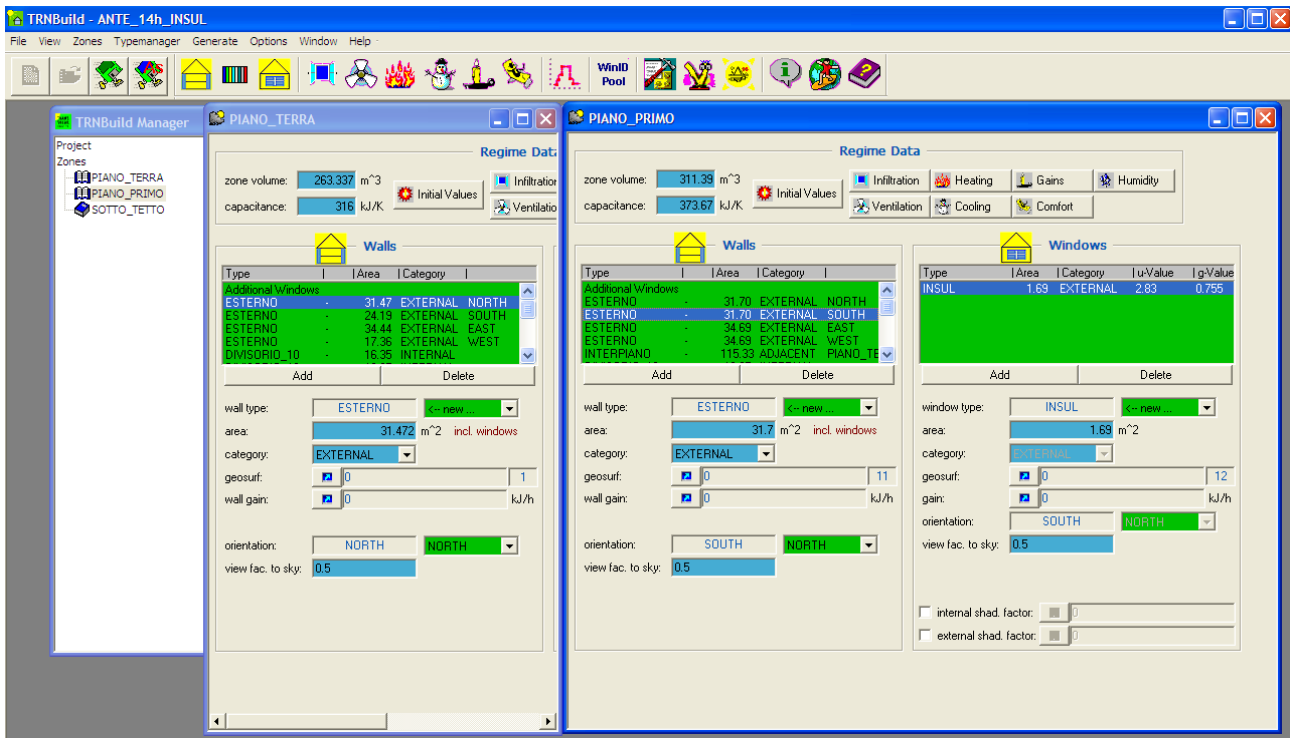 TRNBuild - ANTE_14h_INSUL
File View Zones Typemanager Generate Options Window Help
WinID Pool
TRNBuild Manager
Project
Zones
PIANO_TERRA
PIANO_PRIMO
SOTTO_TETTO
PIANO_TERRA
Regime Data
zone volume: 263.337 m^3
Initial Values
Infiltration
capacitance: 316 kJ/K
Ventilatio
Walls
Type | | Area | Category |
Additional Windows
ESTERNO - 31.47 EXTERNAL NORTH
ESTERNO - 24.19 EXTERNAL SOUTH
ESTERNO - 34.44 EXTERNAL EAST
ESTERNO - 17.36 EXTERNAL WEST
DIVISORIO_10 - 16.35 INTERNAL
Add Delete
wall type: ESTERNO <-- new ...
area: 31.472 m^2 incl. windows
category: EXTERNAL
geosurf: 0 1
wall gain: 0 kJ/h
orientation: NORTH NORTH
view fac. to sky: 0.5
PIANO_PRIMO
Regime Data
zone volume: 311.39 m^3
Initial Values
Infiltration Heating Gains Humidity
capacitance: 373.67 kJ/K
Ventilation Cooling Comfort
Walls
Type | | Area | Category |
Additional Windows
ESTERNO - 31.70 EXTERNAL NORTH
ESTERNO - 31.70 EXTERNAL SOUTH
ESTERNO - 34.69 EXTERNAL EAST
ESTERNO - 34.69 EXTERNAL WEST
INTERPIANO - 115.33 ADJACENT PIANO_TE
Add Delete
wall type: ESTERNO <-- new ...
area: 31.7 m^2 incl. windows
category: EXTERNAL
geosurf: 0 11
wall gain: 0 kJ/h
orientation: SOUTH NORTH
view fac. to sky: 0.5
Windows
Type | Area | Category | u-Value | g-Value
INSUL 1.69 EXTERNAL 2.83 0.755
Add Delete
window type: INSUL <-- new ...
area: 1.69 m^2
category: EXTERNAL
geosurf: 0 12
gain: 0 kJ/h
orientation: SOUTH NORTH
view fac. to sky: 0.5
internal shad. factor: 0
external shad. factor: 0